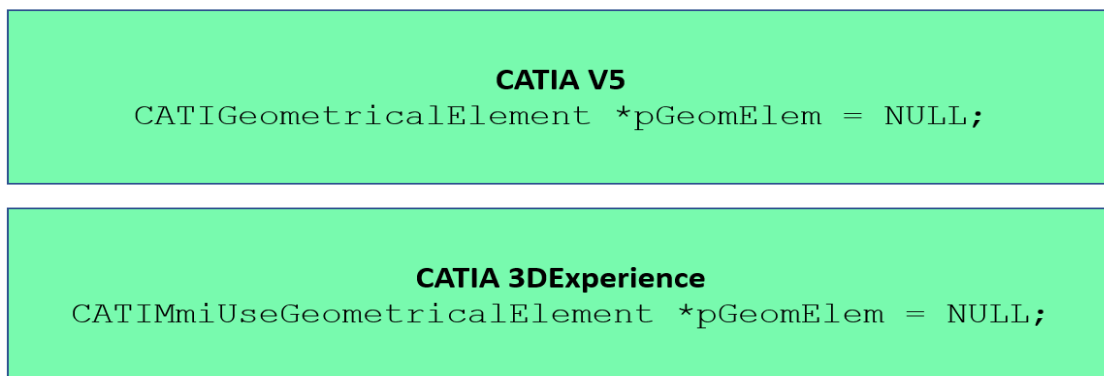 CATIA V5
CATIGeometricalElement *pGeomElem = NULL;
CATIA 3DExperience
CATIMmiUseGeometricalElement *pGeomElem = NULL;